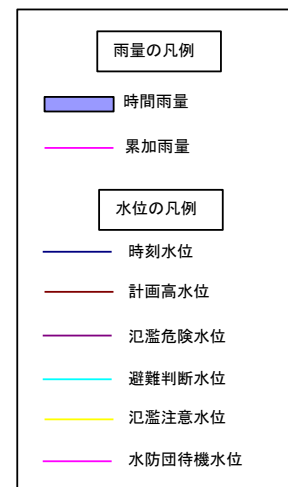 雨量の凡例
時間雨量
累加雨量
水位の凡例
時刻水位
計画高水位
氾濫危険水位
避難判断水位
氾濫注意水位
水防団待機水位